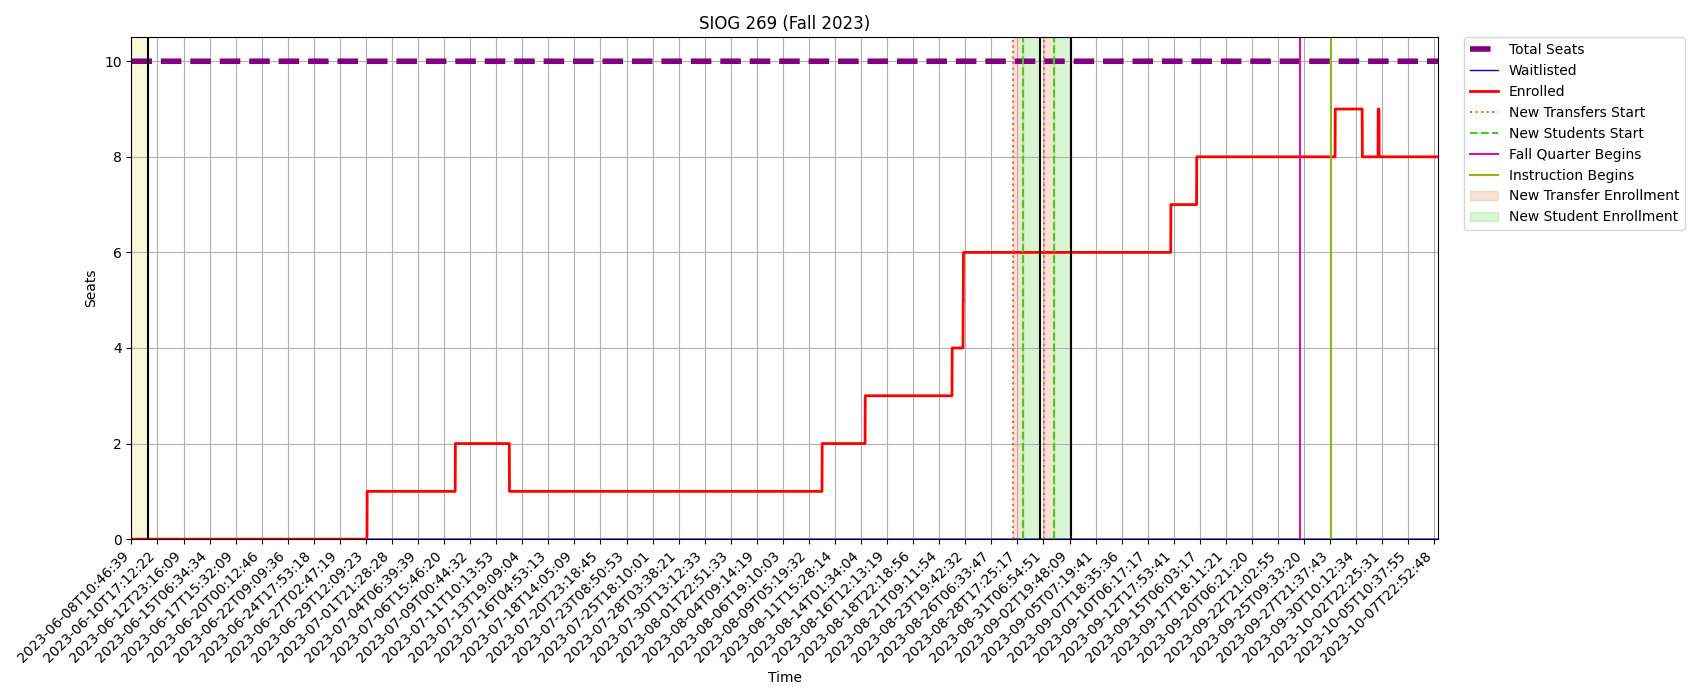 SIOG 269 (Fall 2023)
Total Seats
Waitlisted
Enrolled
New Transfers Start
New Students Start
Fall Quarter Begins
Instruction Begins
New Transfer Enrollment
New Student Enrollment
Seats
10
8
6
4
2
0
2023-06-08T10:46:39
2023-06-10T17:12:22
2023-06-12T23:16:09
2023-06-15T06:34:34
2023-06-17T15:32:09
2023-06-20T00:12:46
2023-06-22T09:09:36
2023-06-24T17:53:18
2023-06-27T02:47:19
2023-06-29T12:09:23
2023-07-01T21:28:28
2023-07-04T06:39:39
2023-07-06T15:46:20
2023-07-09T00:44:32
2023-07-11T10:13:53
2023-07-13T19:09:04
2023-07-16T04:53:13
2023-07-18T14:05:09
2023-07-20T23:18:45
2023-07-23T08:50:53
2023-07-25T18:10:01
2023-07-28T03:38:21
2023-07-30T13:12:33
2023-08-01T22:51:33
2023-08-04T09:14:19
2023-08-06T19:10:03
2023-08-09T05:19:32
2023-08-11T15:28:14
2023-08-14T01:34:04
2023-08-16T12:13:19
2023-08-18T22:18:56
2023-08-21T09:11:54
2023-08-23T19:42:32
2023-08-26T06:33:47
2023-08-28T17:25:17
2023-08-31T06:54:51
2023-09-02T19:48:09
2023-09-05T07:19:41
2023-09-07T18:35:36
2023-09-10T06:17:17
2023-09-12T17:53:41
2023-09-15T06:03:17
2023-09-17T18:11:21
2023-09-20T06:21:20
2023-09-22T21:02:55
2023-09-25T09:33:20
2023-09-27T21:37:43
2023-09-30T10:12:34
2023-10-02T22:25:31
2023-10-05T10:37:55
2023-10-07T22:52:48
Time